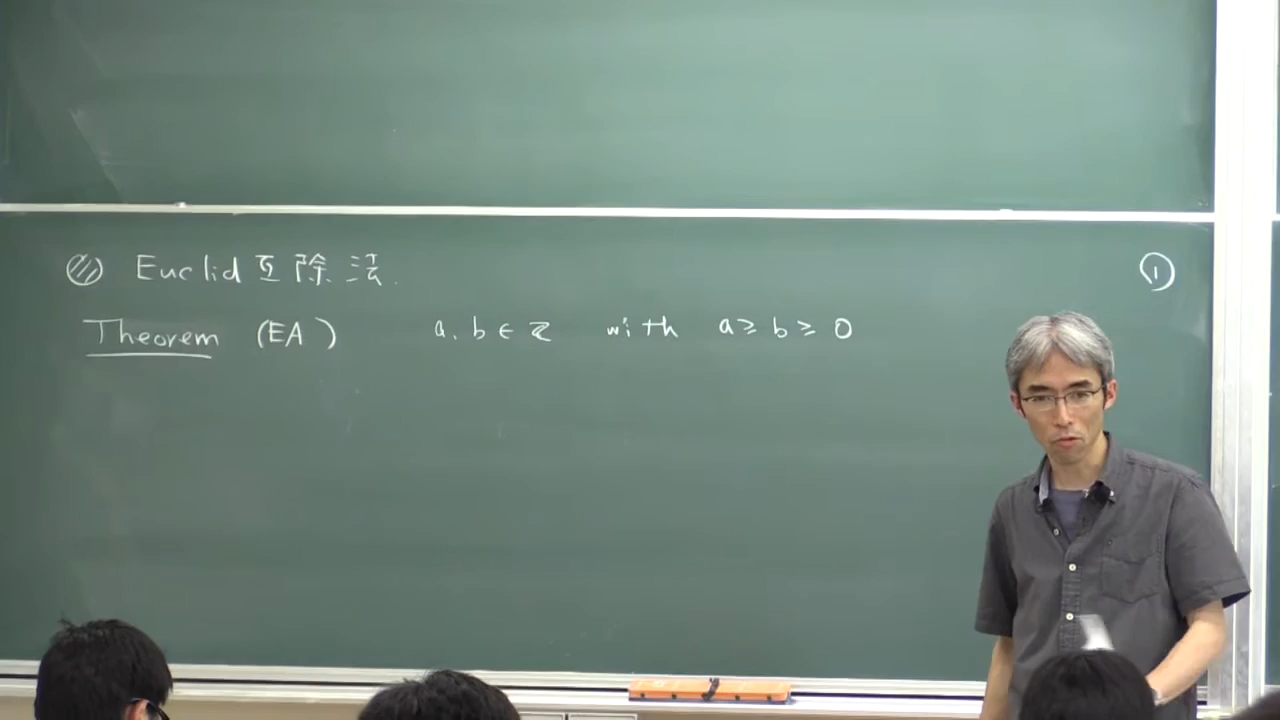 Euclid 互除法. ①
Theorem (EA) a, b ∈ ℤ with a ≥ b ≥ 0